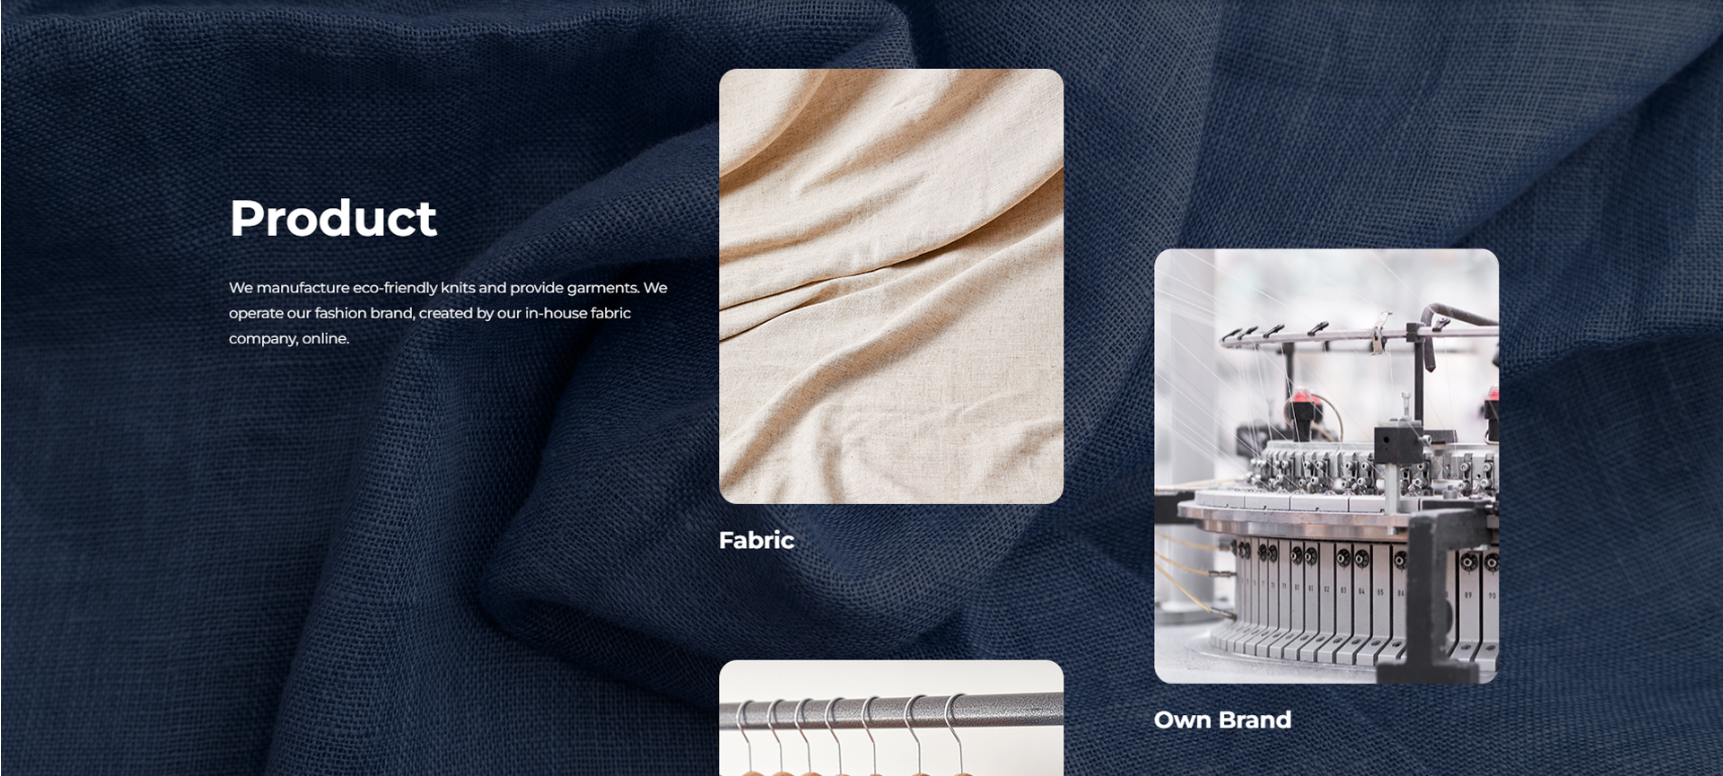 Product
We manufacture eco-friendly knits and provide garments. We
operate our fashion brand, created by our in-house fabric
company, online.
Fabric
Own Brand